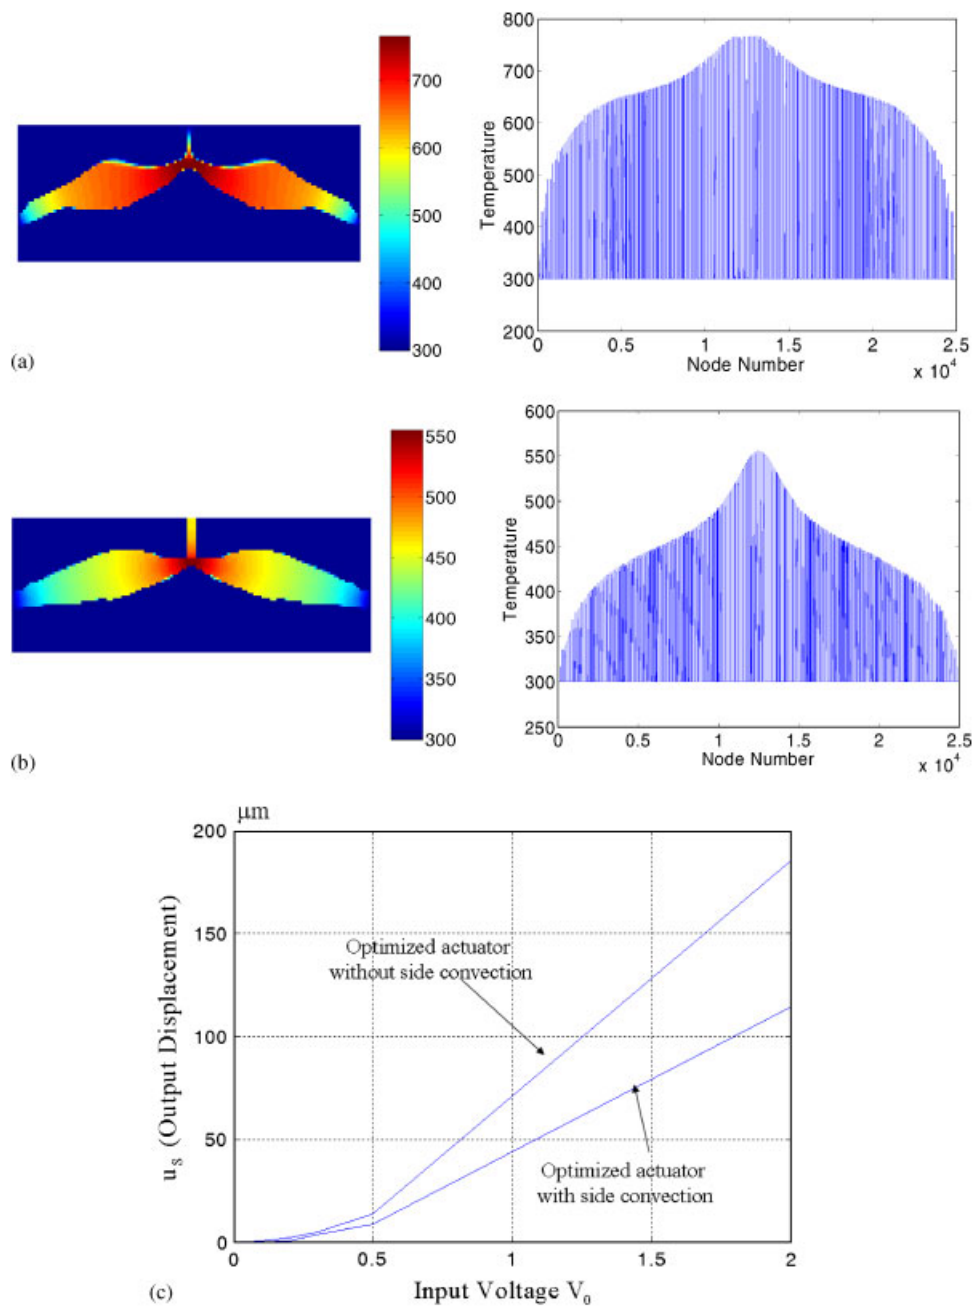 700
600
500
400
300
800
700
600
500
400
300
200
Temperature
0 0.5 1 1.5 2 2.5
Node Number
x 10^4
(a)
550
500
450
400
350
300
600
550
500
450
400
350
300
250
Temperature
0 0.5 1 1.5 2 2.5
Node Number
x 10^4
(b)
μm
200
150
100
50
0
u_s (Output Displacement)
Optimized actuator
without side convection
Optimized actuator
with side convection
0 0.5 1 1.5 2
Input Voltage V_0
(c)